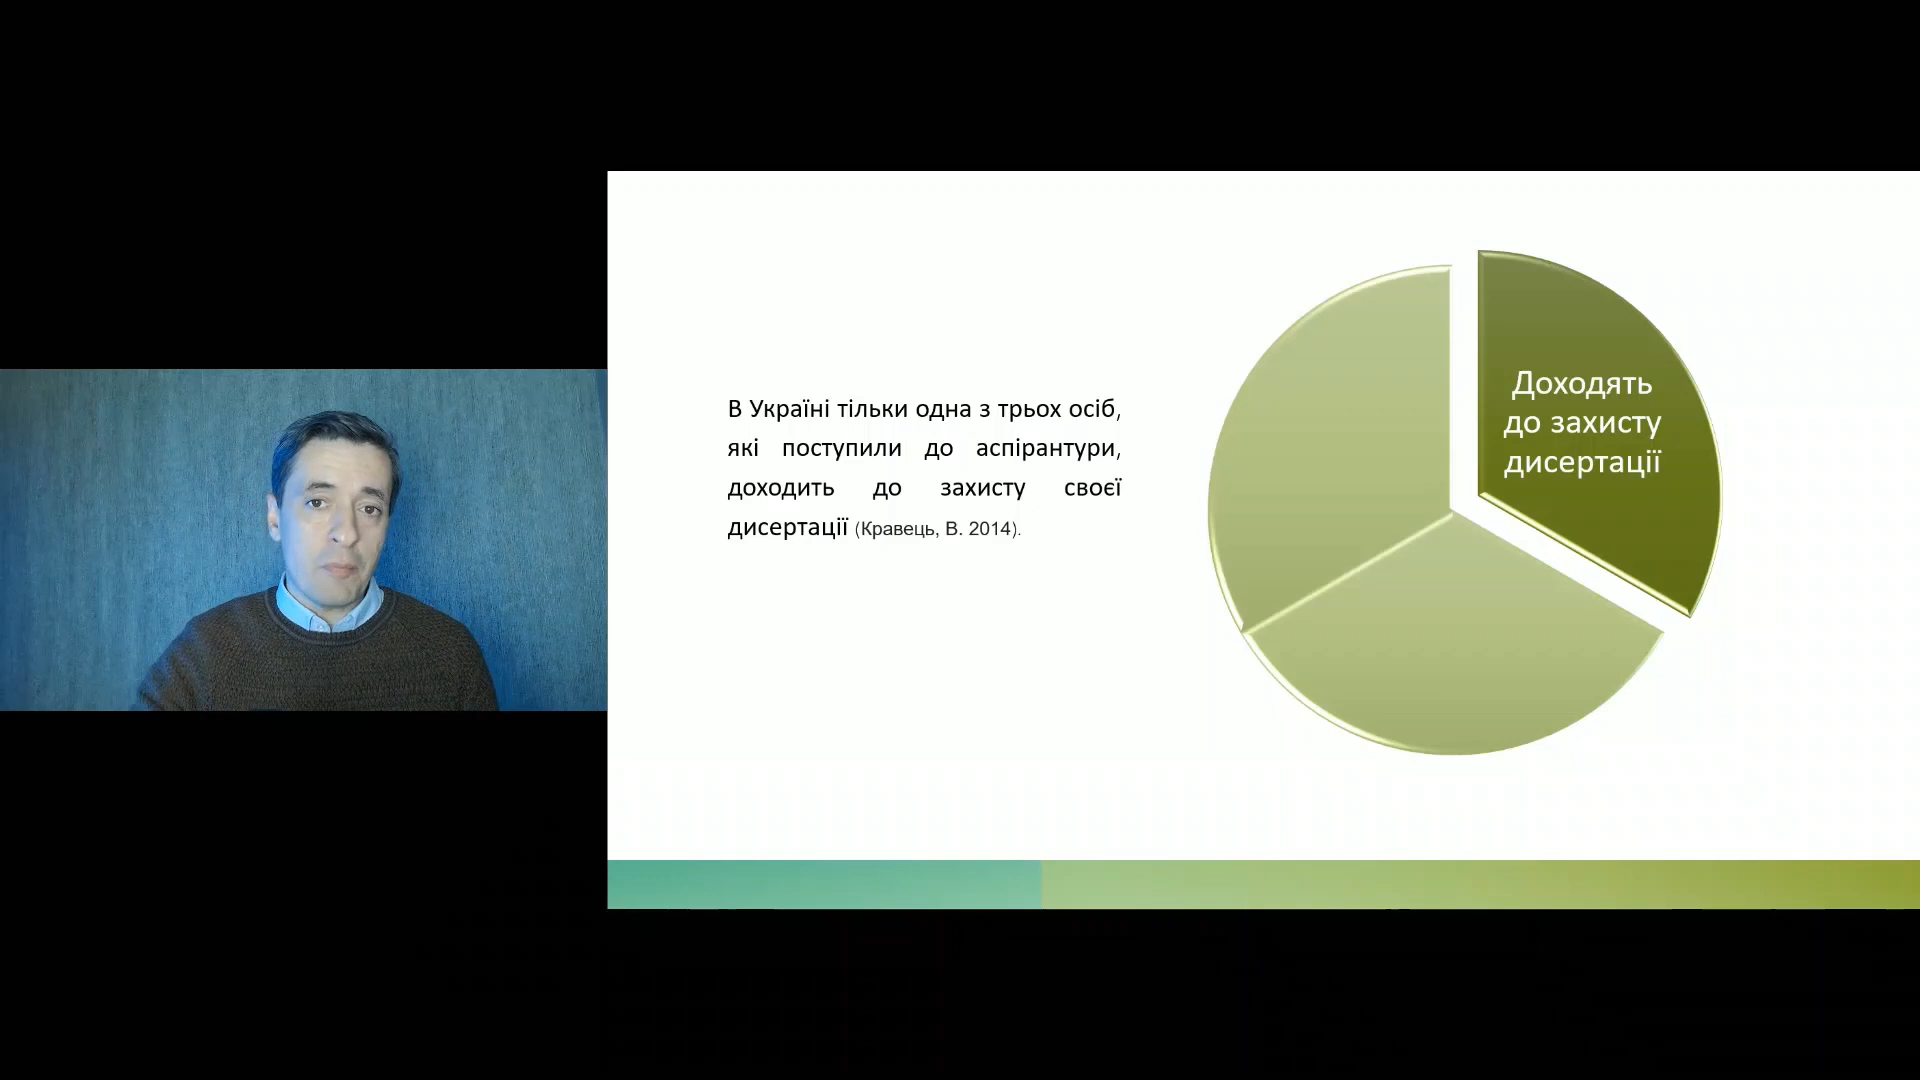 В Україні тільки одна з трьох осіб,
які поступили до аспірантури,
доходить до захисту своєї
дисертації (Кравець, В. 2014).
Доходять
до захисту
дисертації